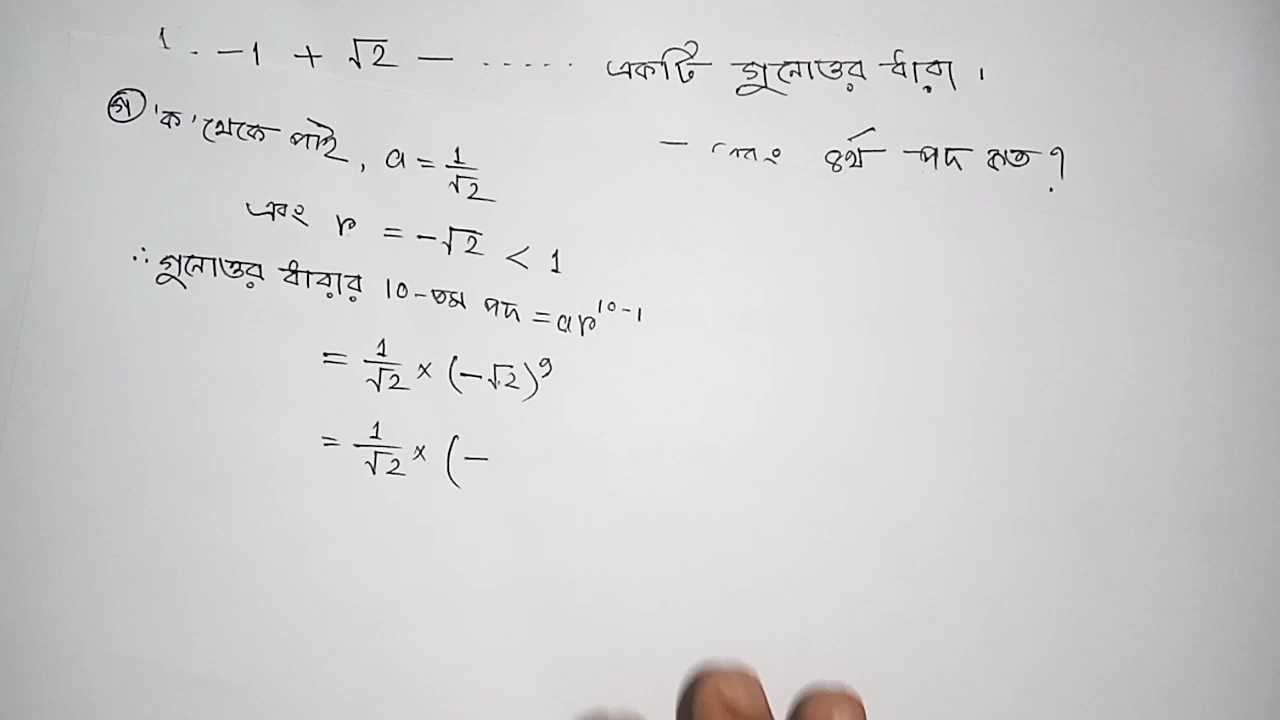 1 . -1 + √2 - ...... একটি গুনোত্তর ধারা ।
- ৪র্থ পদ কত ?
(গ) 'ক' থেকে পাই, a = 1/√2
এবং r = -√2 < 1
∴ গুনোত্তর ধারার 10-তম পদ = ar^(10-1)
= 1/√2 × (-√2)^9
= 1/√2 × (-